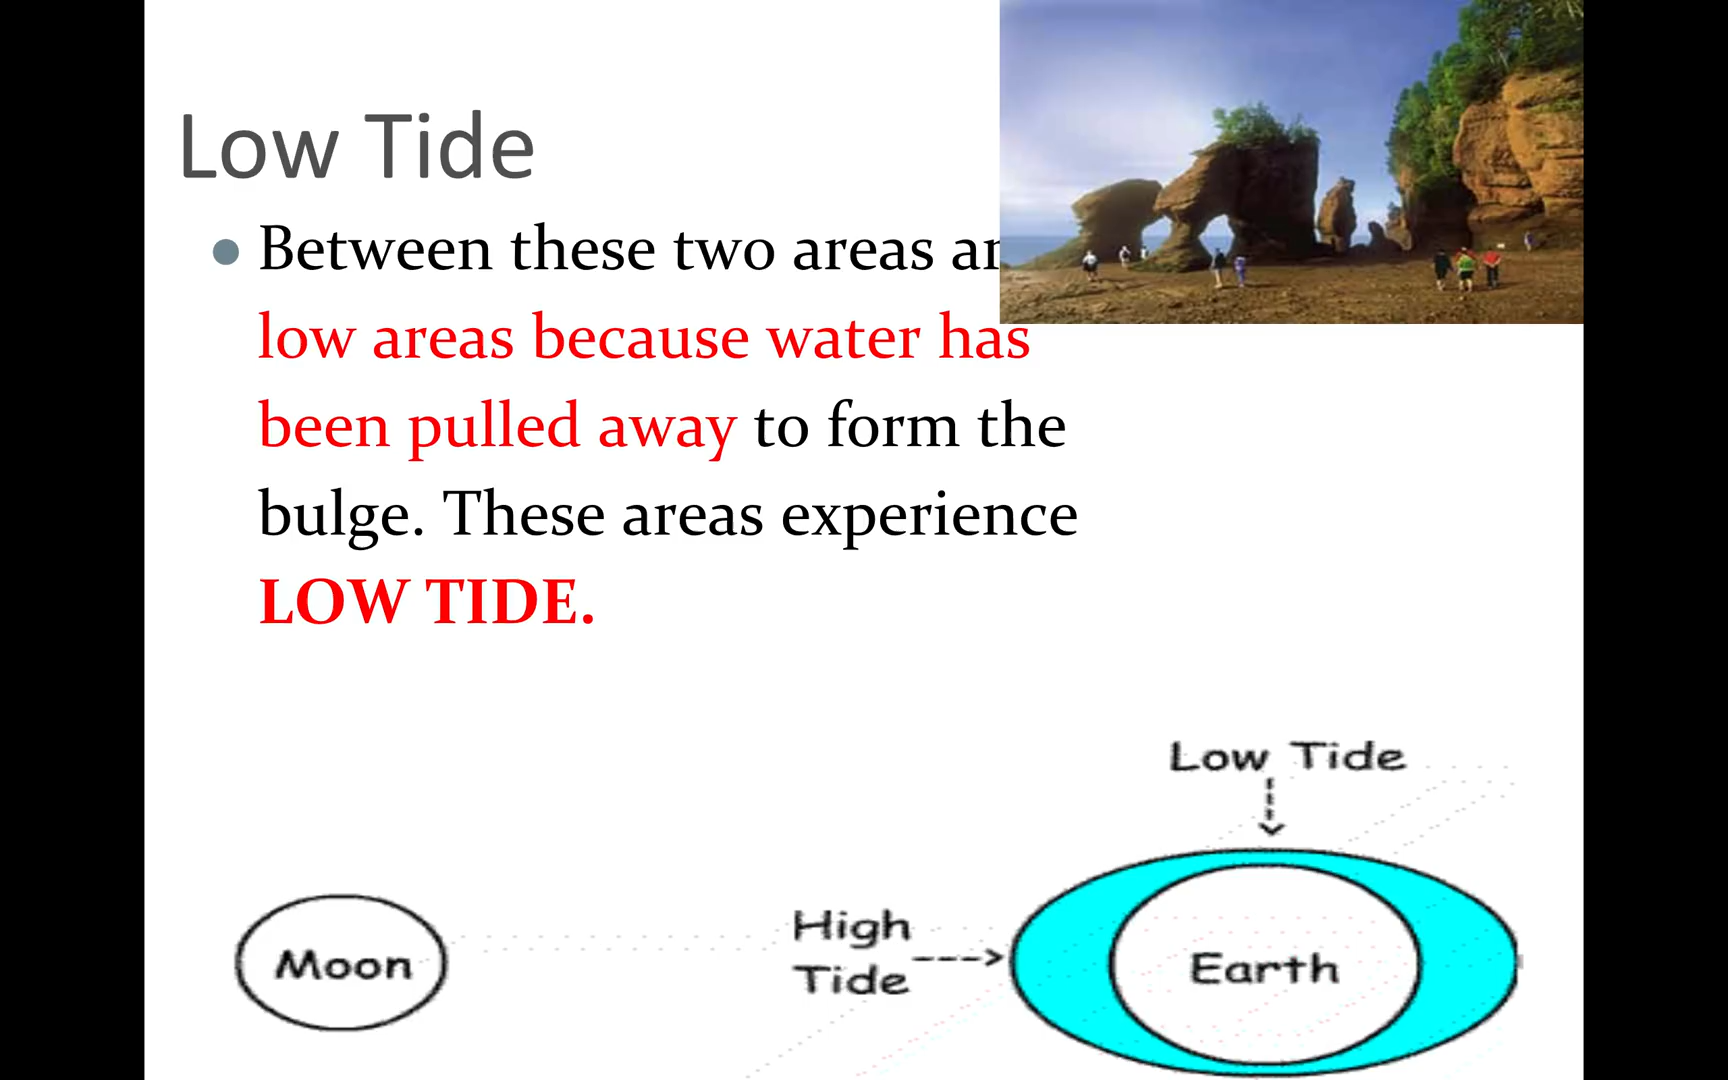 Low Tide
Between these two areas
low areas because water has
been pulled away to form the
bulge. These areas experience
LOW TIDE.
Low Tide
High
Tide
Moon
Earth